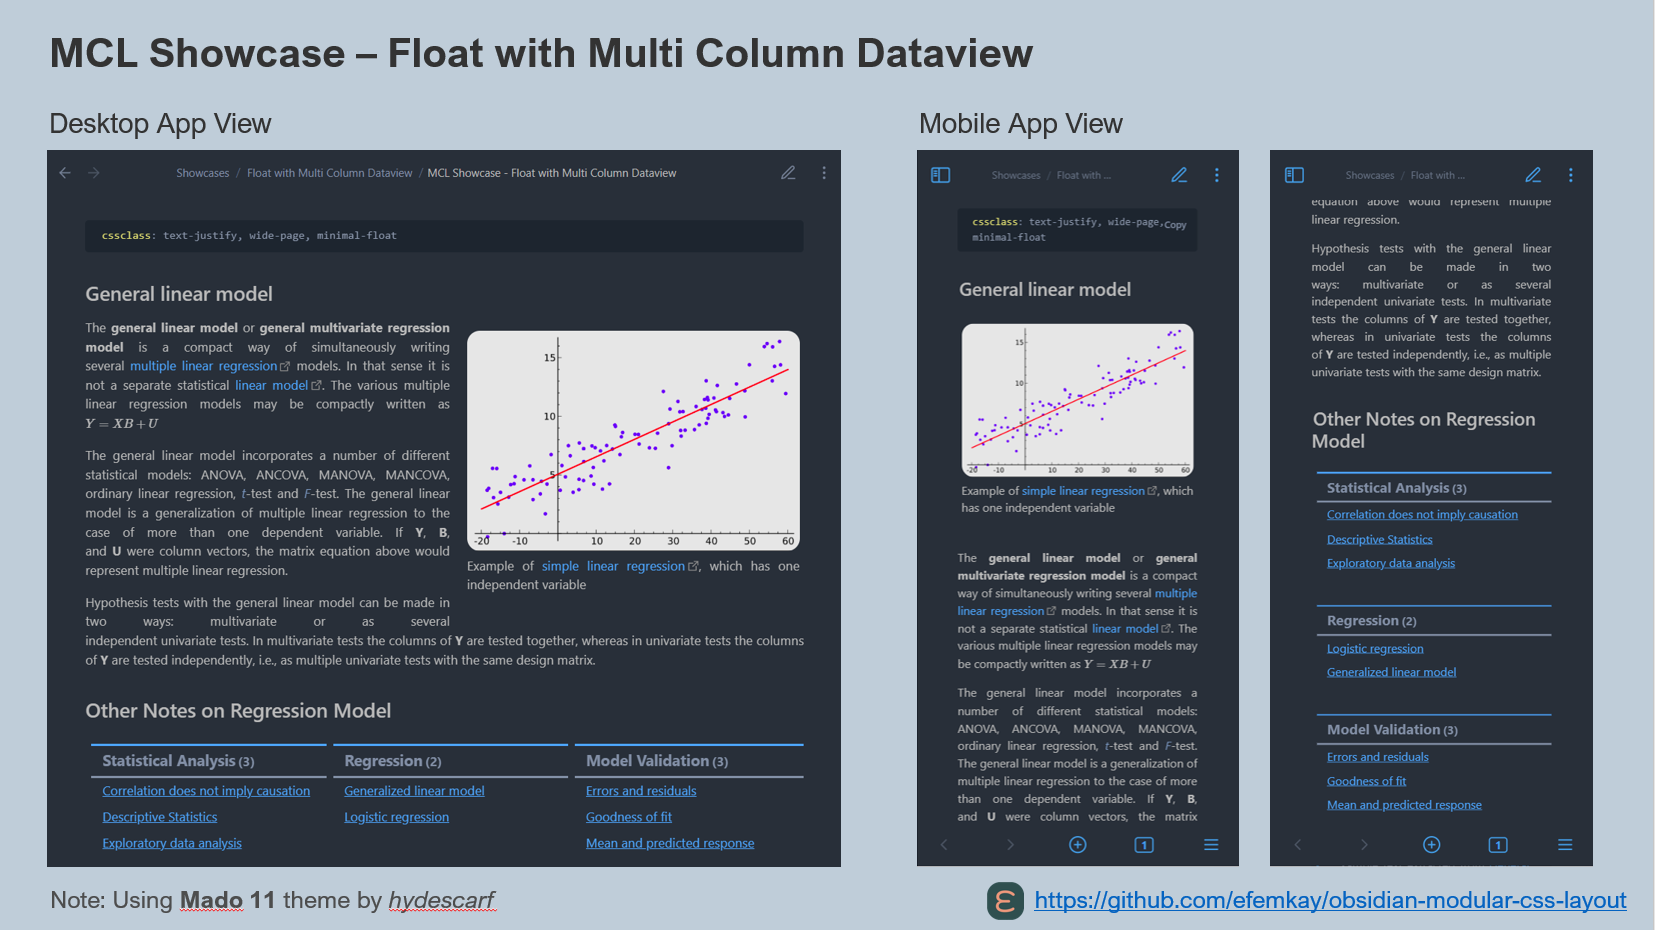 MCL Showcase – Float with Multi Column Dataview
Desktop App View
Showcases / Float with Multi Column Dataview / MCL Showcase - Float with Multi Column Dataview
cssclass: text-justify, wide-page, minimal-float
General linear model
The general linear model or general multivariate regression
model is a compact way of simultaneously writing
several multiple linear regression models. In that sense it is
not a separate statistical linear model. The various multiple
linear regression models may be compactly written as
Y = XB + U
The general linear model incorporates a number of different
statistical models: ANOVA, ANCOVA, MANOVA, MANCOVA,
ordinary linear regression, t-test and F-test. The general linear
model is a generalization of multiple linear regression to the
case of more than one dependent variable. If Y, B,
and U were column vectors, the matrix equation above would
represent multiple linear regression.
15
10
5
-20 -10 10 20 30 40 50 60
Example of simple linear regression, which has one
independent variable
Hypothesis tests with the general linear model can be made in
two ways: multivariate or as several
independent univariate tests. In multivariate tests the columns of Y are tested together, whereas in univariate tests the columns
of Y are tested independently, i.e., as multiple univariate tests with the same design matrix.
Other Notes on Regression Model
Statistical Analysis (3)
Correlation does not imply causation
Descriptive Statistics
Exploratory data analysis
Regression (2)
Generalized linear model
Logistic regression
Model Validation (3)
Errors and residuals
Goodness of fit
Mean and predicted response
Mobile App View
Showcases / Float with ...
cssclass: text-justify, wide-page, Copy
minimal-float
General linear model
15
10
-20 -10 10 20 30 40 50 60
Example of simple linear regression, which
has one independent variable
The general linear model or general
multivariate regression model is a compact
way of simultaneously writing several multiple
linear regression models. In that sense it is
not a separate statistical linear model. The
various multiple linear regression models may
be compactly written as Y = XB + U
The general linear model incorporates a
number of different statistical models:
ANOVA, ANCOVA, MANOVA, MANCOVA,
ordinary linear regression, t-test and F-test.
The general linear model is a generalization of
multiple linear regression to the case of more
than one dependent variable. If Y, B,
and U were column vectors, the matrix
1
Showcases / Float with ...
equation above would represent multiple
linear regression.
Hypothesis tests with the general linear
model can be made in two
ways: multivariate or as several
independent univariate tests. In multivariate
tests the columns of Y are tested together,
whereas in univariate tests the columns
of Y are tested independently, i.e., as multiple
univariate tests with the same design matrix.
Other Notes on Regression
Model
Statistical Analysis (3)
Correlation does not imply causation
Descriptive Statistics
Exploratory data analysis
Regression (2)
Logistic regression
Generalized linear model
Model Validation (3)
Errors and residuals
Goodness of fit
Mean and predicted response
1
Note: Using Mado 11 theme by hydescarf
https://github.com/efemkay/obsidian-modular-css-layout